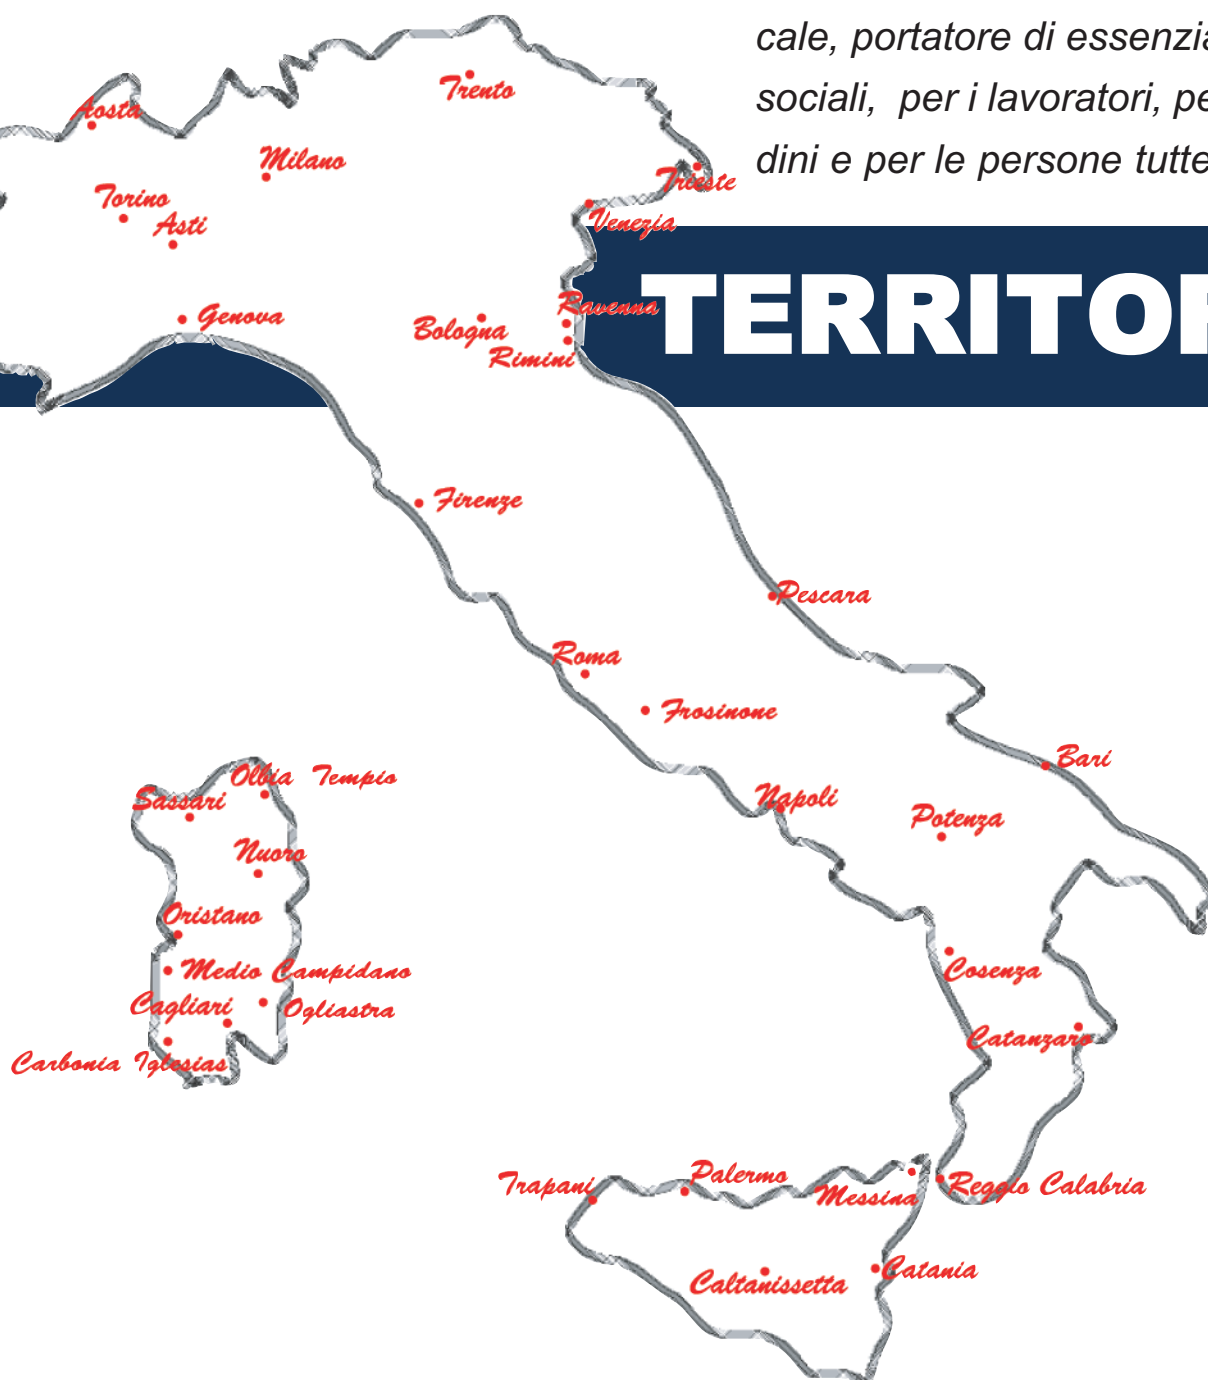 cale, portatore di essenzia
sociali, per i lavoratori, pe
dini e per le persone tutte
Trento
Aosta
Milano
Trieste
Torino
Asti
Venezia
TERRITO
Ravenna
Genova
Bologna
Rimini
Firenze
Pescara
Roma
Frosinone
Bari
Olbia Tempio
Sassari
Napoli
Potenza
Nuoro
Oristano
Medio Campidano
Cosenza
Cagliari
Ogliastra
Catanzaro
Carbonia Iglesias
Palermo
Trapani
Messina
Reggio Calabria
Catania
Caltanissetta